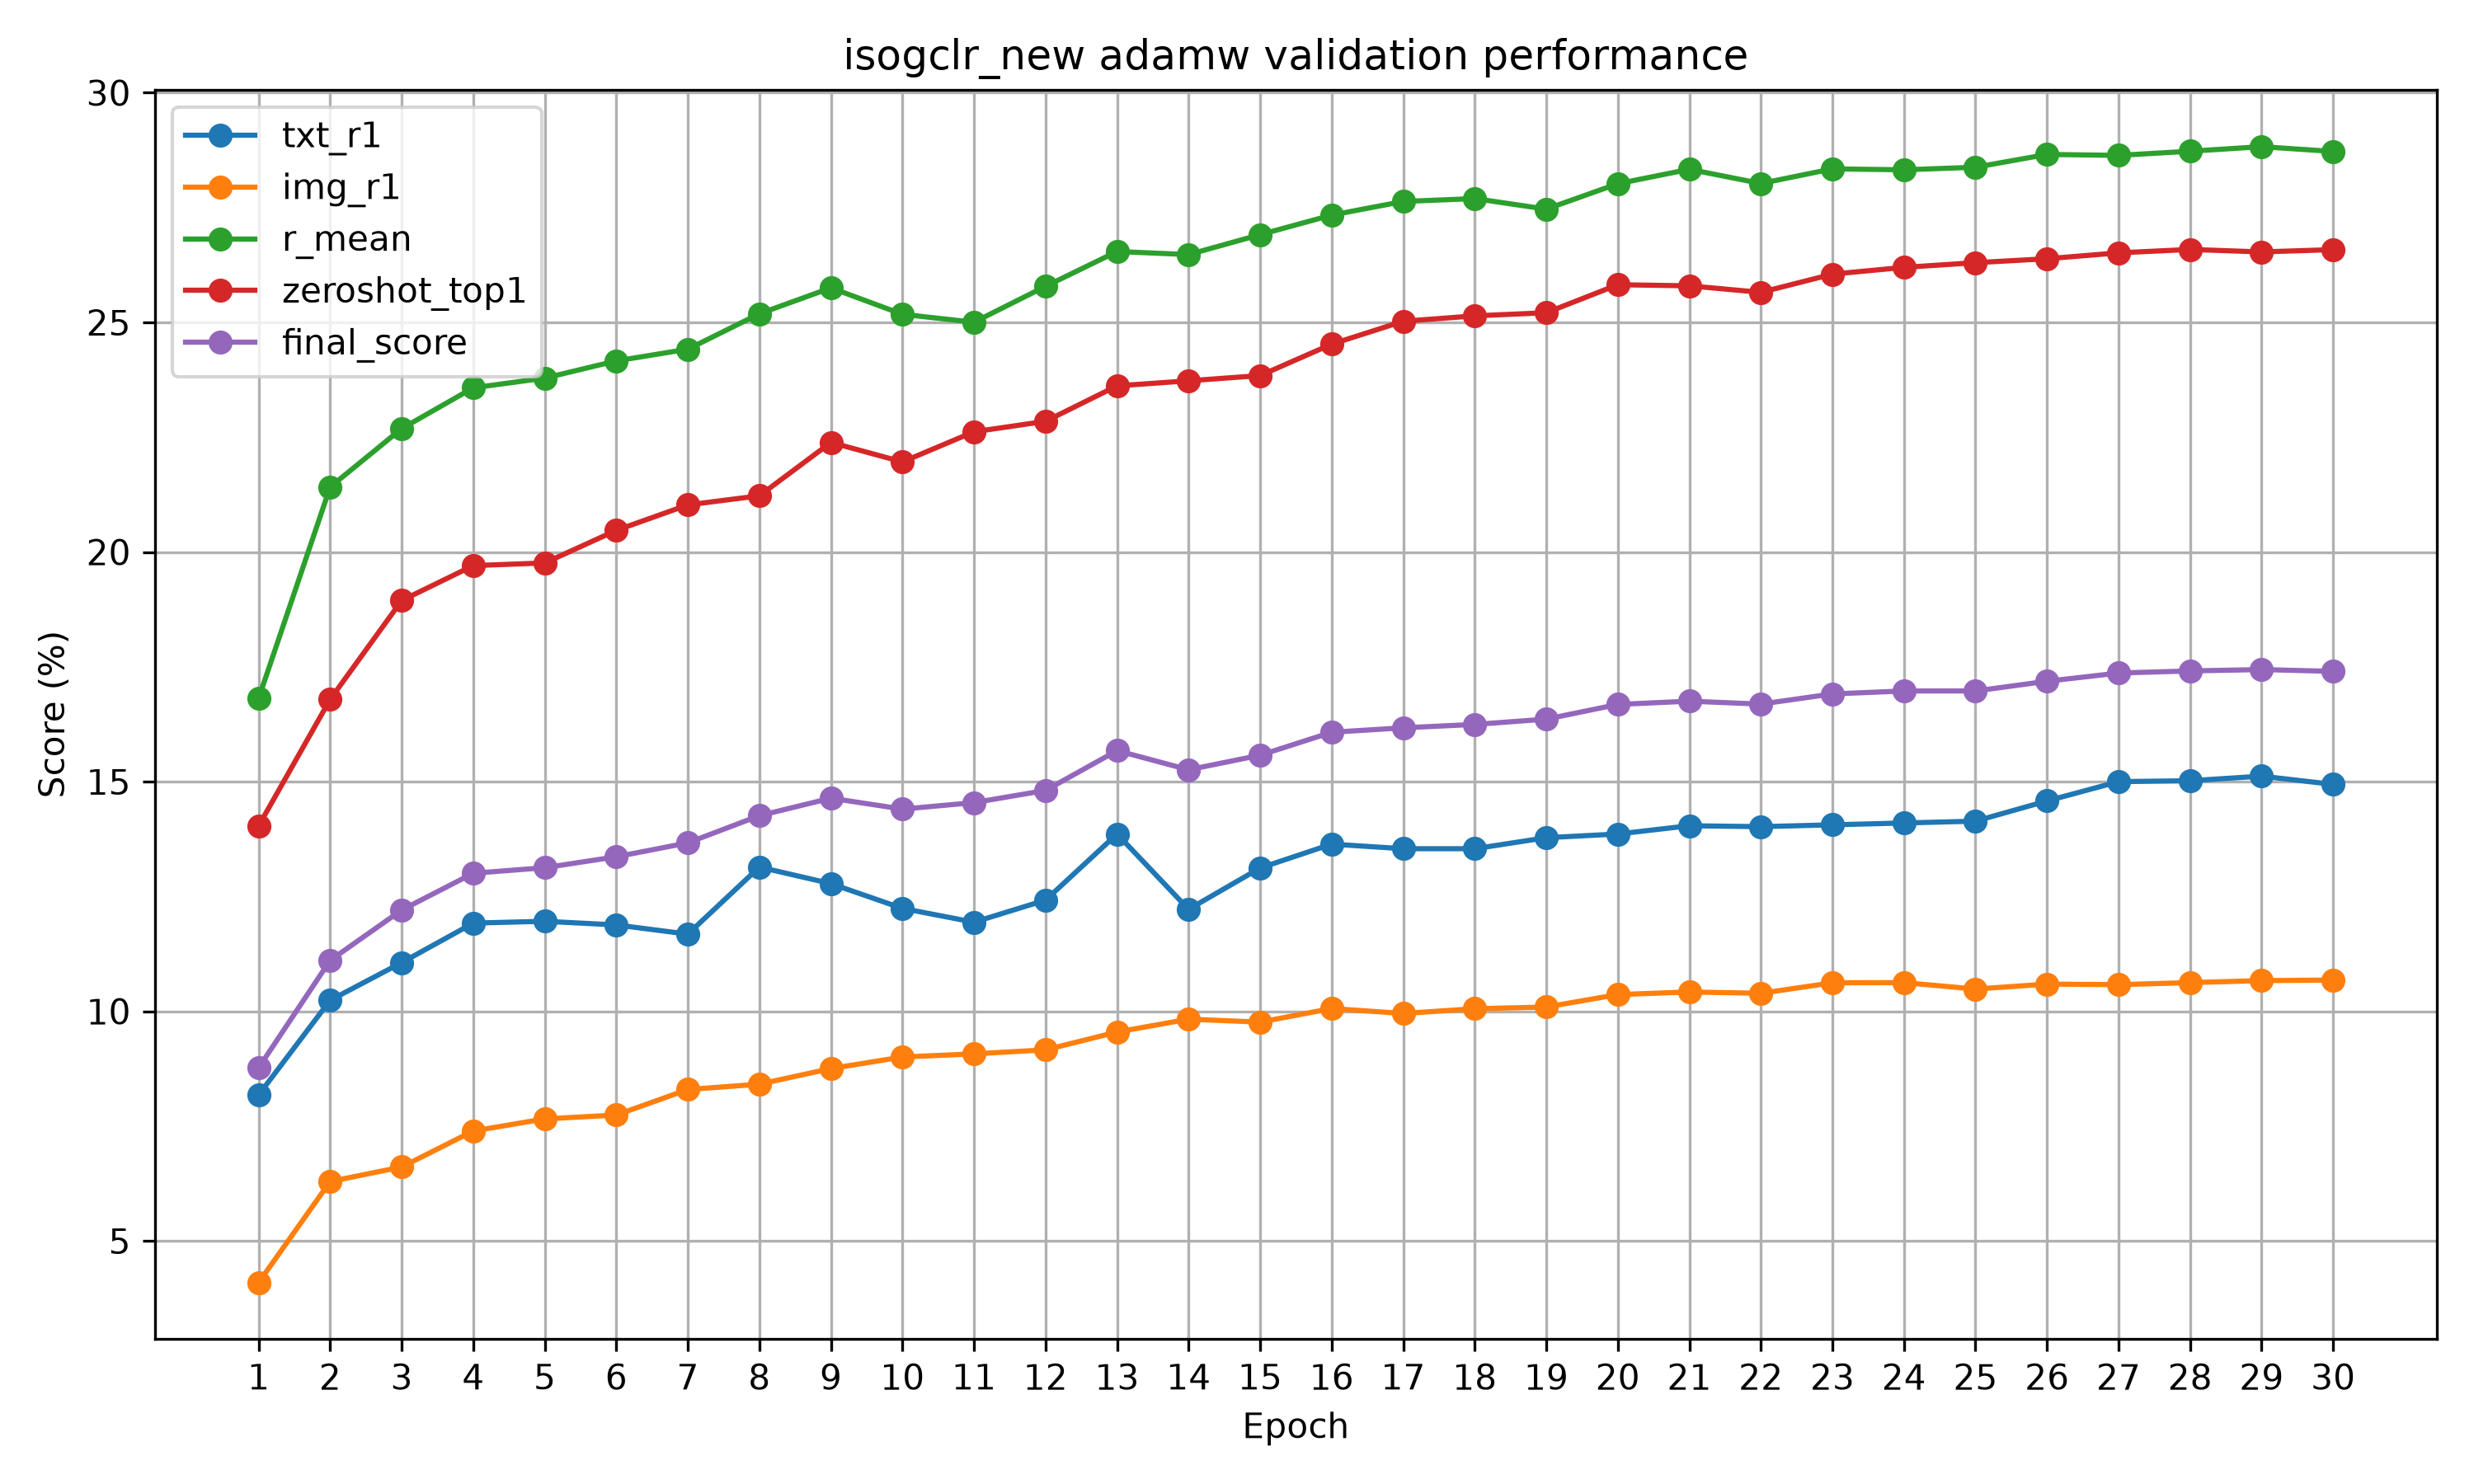 isogclr_new adamw validation performance
30
25
20
15
10
5
Score (%)
txt_r1
img_r1
r_mean
zeroshot_top1
final_score
1 2 3 4 5 6 7 8 9 10 11 12 13 14 15 16 17 18 19 20 21 22 23 24 25 26 27 28 29 30
Epoch